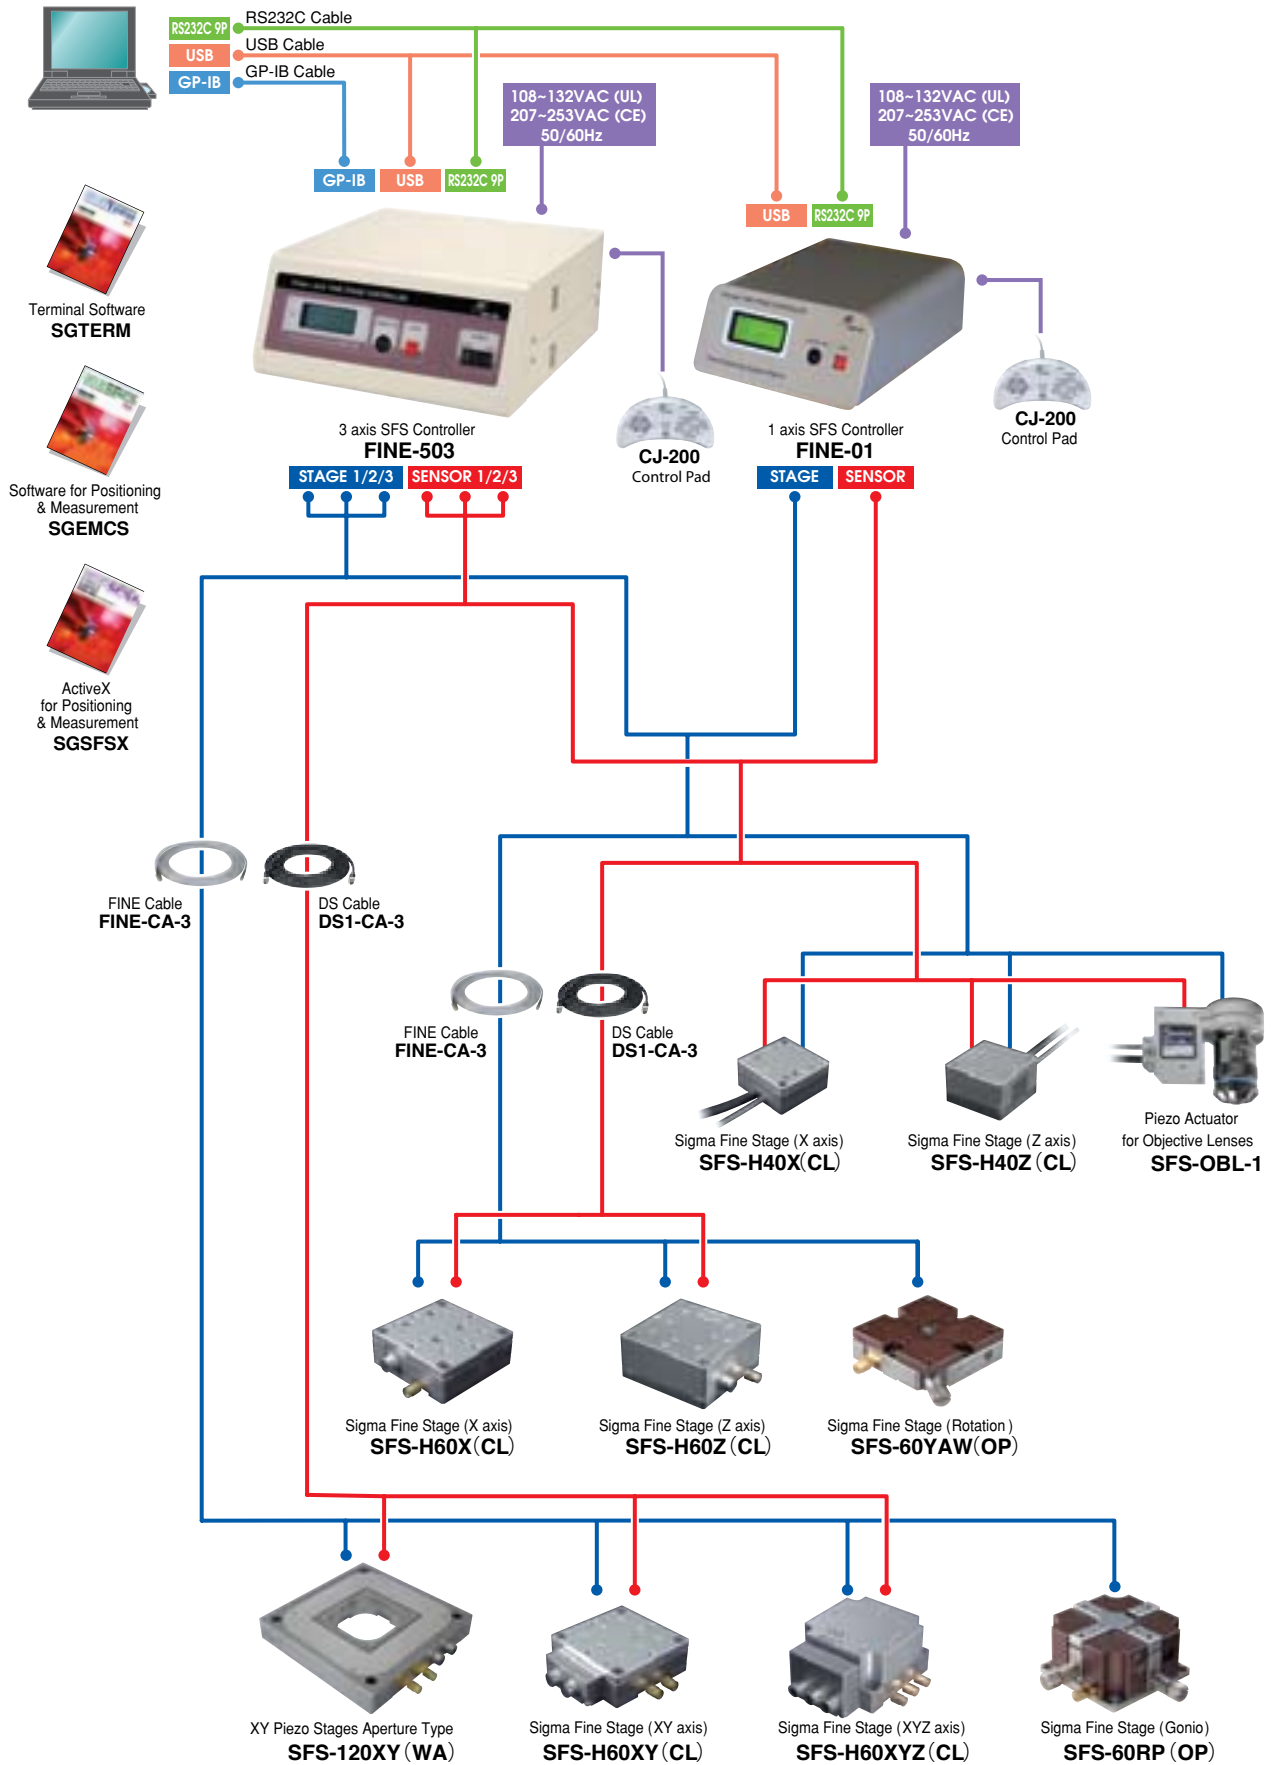 RS232C 9P
RS232C Cable
USB
USB Cable
GP-IB
GP-IB Cable
108~132VAC (UL)
207~253VAC (CE)
50/60Hz
108~132VAC (UL)
207~253VAC (CE)
50/60Hz
GP-IB
USB
RS232C 9P
USB
RS232C 9P
Terminal Software
SGTERM
Software for Positioning
& Measurement
SGEMCS
ActiveX
for Positioning
& Measurement
SGSFSX
3 axis SFS Controller
FINE-503
STAGE 1/2/3
SENSOR 1/2/3
CJ-200
Control Pad
1 axis SFS Controller
FINE-01
STAGE
SENSOR
CJ-200
Control Pad
FINE Cable
FINE-CA-3
DS Cable
DS1-CA-3
FINE Cable
FINE-CA-3
DS Cable
DS1-CA-3
Sigma Fine Stage (X axis)
SFS-H40X(CL)
Sigma Fine Stage (Z axis)
SFS-H40Z (CL)
Piezo Actuator
for Objective Lenses
SFS-OBL-1
Sigma Fine Stage (X axis)
SFS-H60X (CL)
Sigma Fine Stage (Z axis)
SFS-H60Z (CL)
Sigma Fine Stage (Rotation)
SFS-60YAW(OP)
XY Piezo Stages Aperture Type
SFS-120XY (WA)
Sigma Fine Stage (XY axis)
SFS-H60XY (CL)
Sigma Fine Stage (XYZ axis)
SFS-H60XYZ (CL)
Sigma Fine Stage (Gonio)
SFS-60RP (OP)